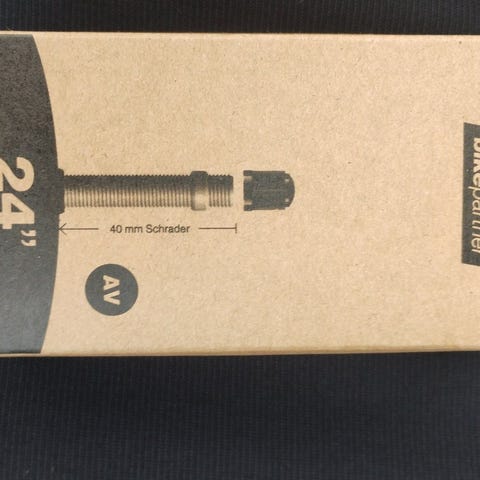 24”
40 mm Schrader
AV
BIKEpartner